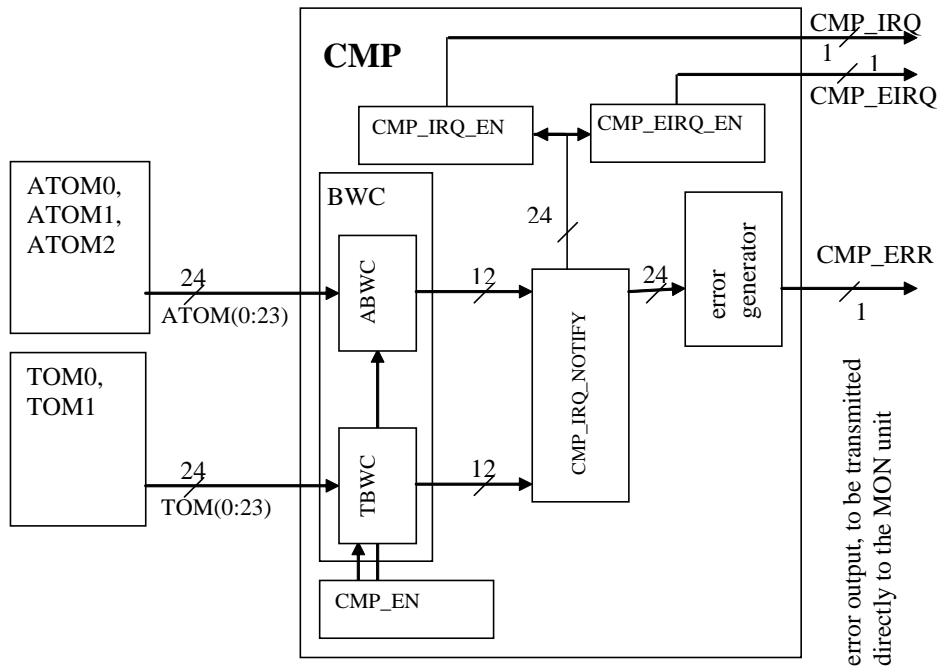 CMP_IRQ
1
CMP
1
CMP_EIRQ
CMP_IRQ_EN
CMP_EIRQ_EN
ATOM0,
ATOM1,
ATOM2
BWC
24
24
ATOM(0:23)
ABWC
12
24
error
generator
CMP_ERR
1
CMP_IRQ_NOTIFY
TOM0,
TOM1
24
TOM(0:23)
TBWC
12
CMP_EN
error output, to be transmitted
directly to the MON unit